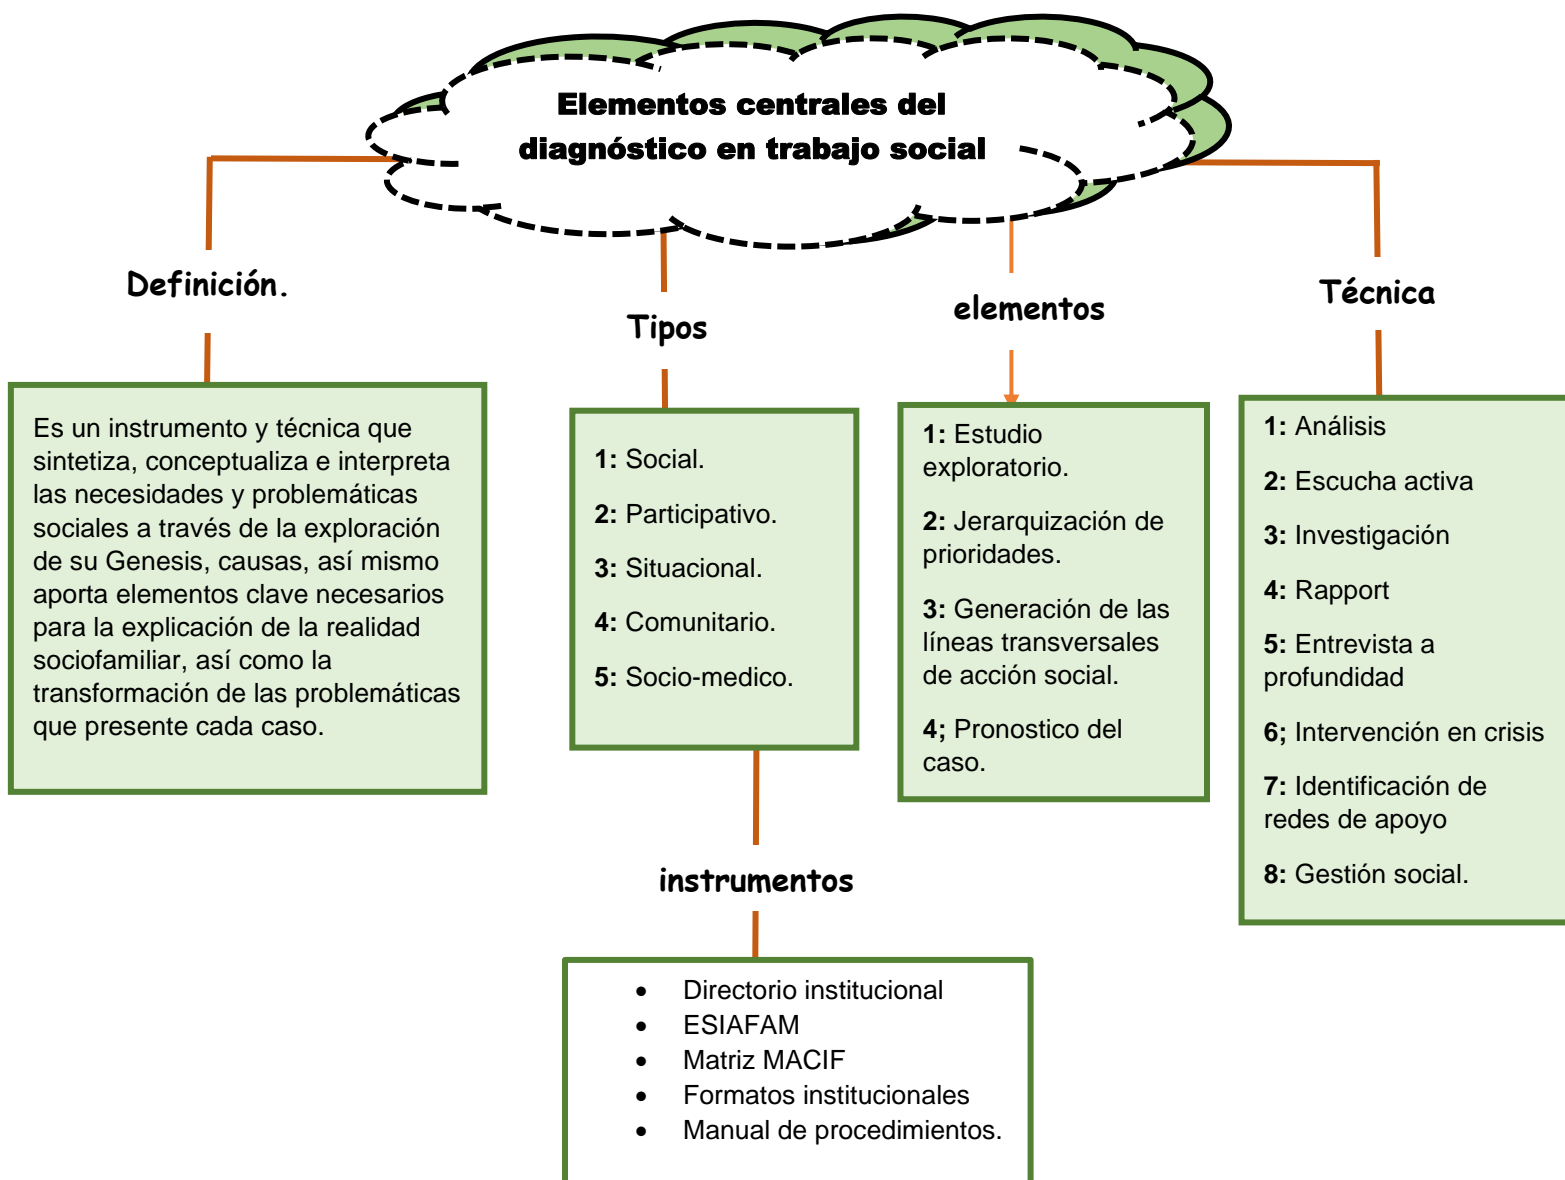 Elementos centrales del
diagnóstico en trabajo social
Definición.
Es un instrumento y técnica que
sintetiza, conceptualiza e interpreta
las necesidades y problemáticas
sociales a través de la exploración
de su Genesis, causas, así mismo
aporta elementos clave necesarios
para la explicación de la realidad
sociofamiliar, así como la
transformación de las problemáticas
que presente cada caso.
Tipos
1: Social.
2: Participativo.
3: Situacional.
4: Comunitario.
5: Socio-medico.
instrumentos
• Directorio institucional
• ESIAFAM
• Matriz MACIF
• Formatos institucionales
• Manual de procedimientos.
elementos
1: Estudio
exploratorio.
2: Jerarquización de
prioridades.
3: Generación de las
líneas transversales
de acción social.
4; Pronostico del
caso.
Técnica
1: Análisis
2: Escucha activa
3: Investigación
4: Rapport
5: Entrevista a
profundidad
6; Intervención en crisis
7: Identificación de
redes de apoyo
8: Gestión social.